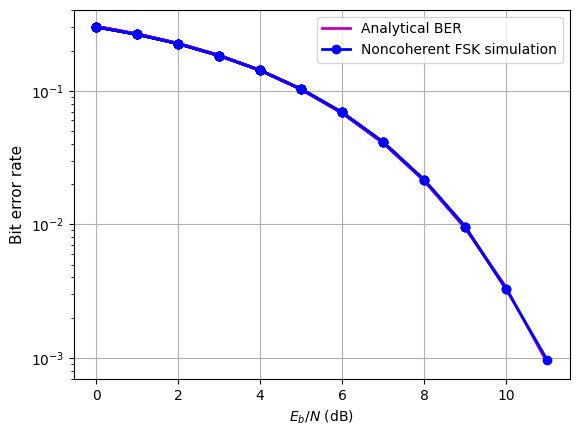 Analytical BER
Noncoherent FSK simulation
Bit error rate
10⁻¹
10⁻²
10⁻³
0 2 4 6 8 10
E_b/N (dB)